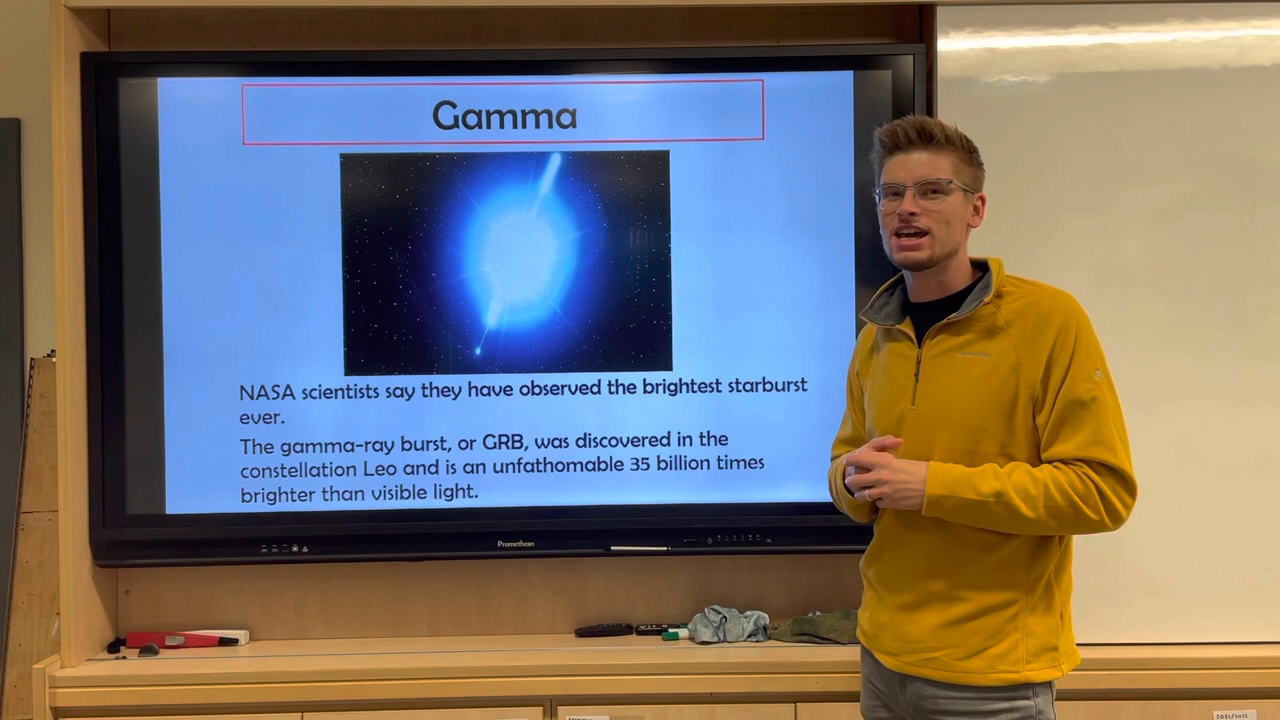 Gamma
NASA scientists say they have observed the brightest starburst
ever.
The gamma-ray burst, or GRB, was discovered in the
constellation Leo and is an unfathomable 35 billion times
brighter than visible light.
Promethean